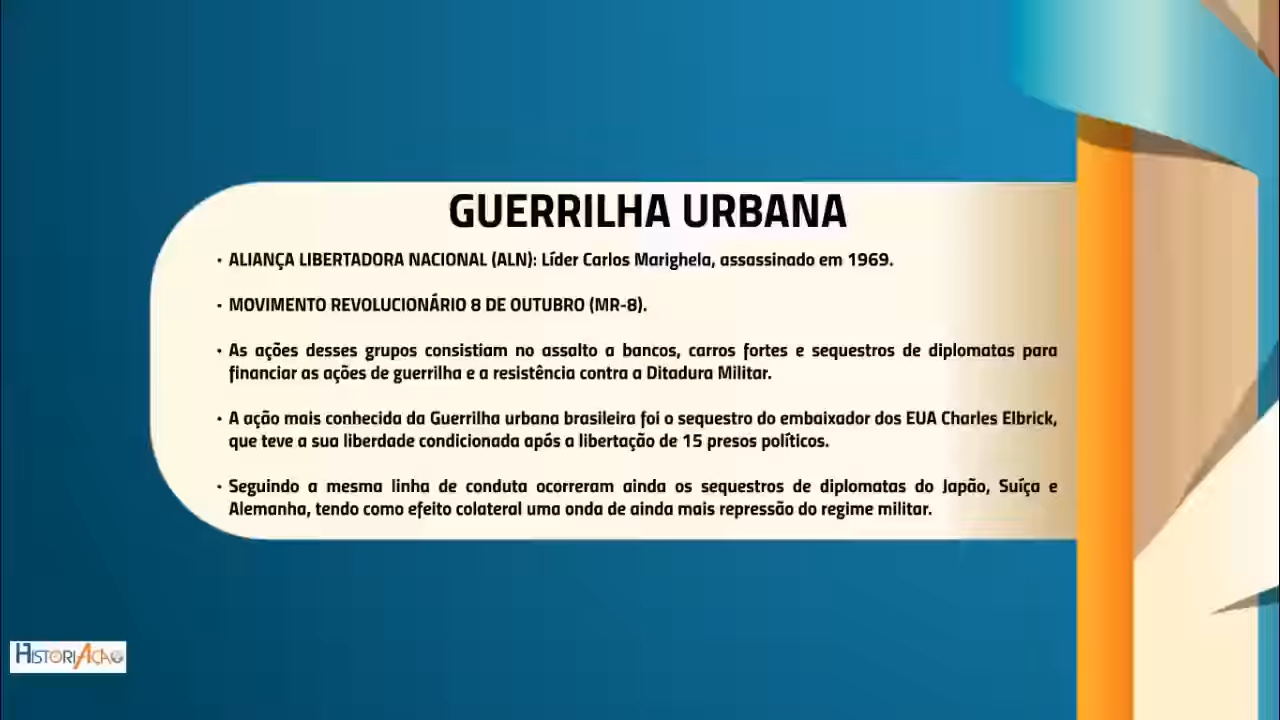 GUERRILHA URBANA
• ALIANÇA LIBERTADORA NACIONAL (ALN): Líder Carlos Marighela, assassinado em 1969.
• MOVIMENTO REVOLUCIONÁRIO 8 DE OUTUBRO (MR-8).
• As ações desses grupos consistiam no assalto a bancos, carros fortes e sequestros de diplomatas para
financiar as ações de guerrilha e a resistência contra a Ditadura Militar.
• A ação mais conhecida da Guerrilha urbana brasileira foi o sequestro do embaixador dos EUA Charles Elbrick,
que teve a sua liberdade condicionada após a libertação de 15 presos políticos.
• Seguindo a mesma linha de conduta ocorreram ainda os sequestros de diplomatas do Japão, Suíça e
Alemanha, tendo como efeito colateral uma onda de ainda mais repressão do regime militar.
HISTORIAÇÃO